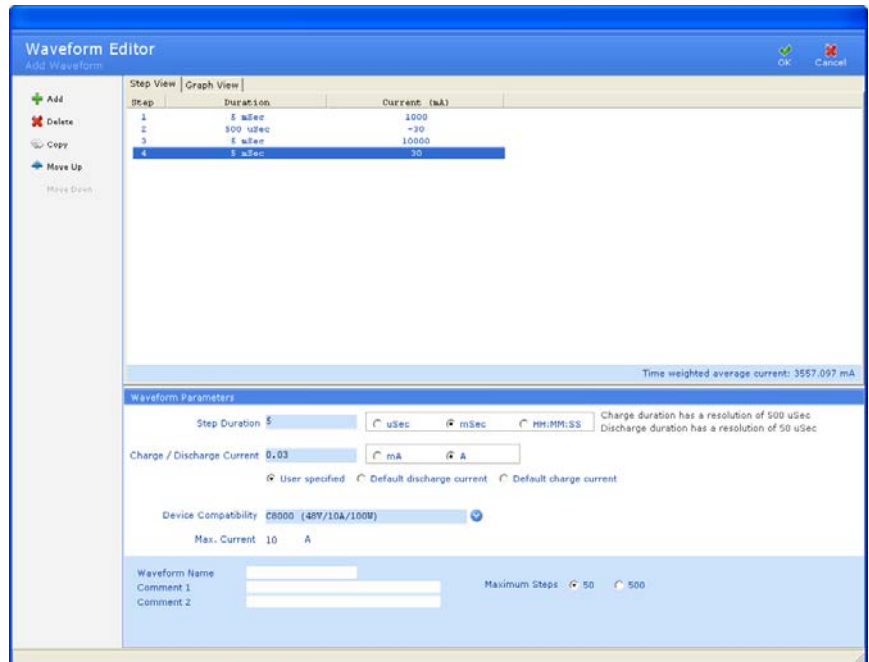 Waveform Editor
Add Waveform
OK Cancel
Add
Delete
Copy
Move Up
Move Down
Step View Graph View
Step Duration Current (mA)
1 5 mSec 1000
2 500 uSec -30
3 5 mSec 10000
4 5 mSec 30
Time weighted average current: 3557.097 mA
Waveform Parameters
Step Duration 5 uSec mSec HH:MM:SS
Charge duration has a resolution of 500 uSec
Discharge duration has a resolution of 50 uSec
Charge / Discharge Current 0.03 mA A
User specified Default discharge current Default charge current
Device Compatibility C8000 (48V/10A/100W)
Max. Current 10 A
Waveform Name
Comment 1
Comment 2
Maximum Steps 50 500